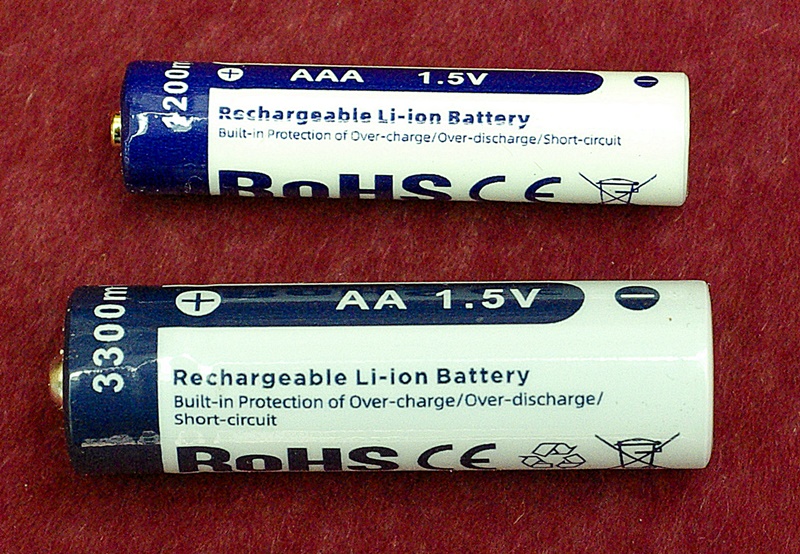 AAA 1.5V
Rechargeable Li-ion Battery
Built-in Protection of Over-charge/Over-discharge/Short-circuit
RoHS CE
200m
AA 1.5V
Rechargeable Li-ion Battery
Built-in Protection of Over-charge/Over-discharge/
Short-circuit
RoHS CE
3300m